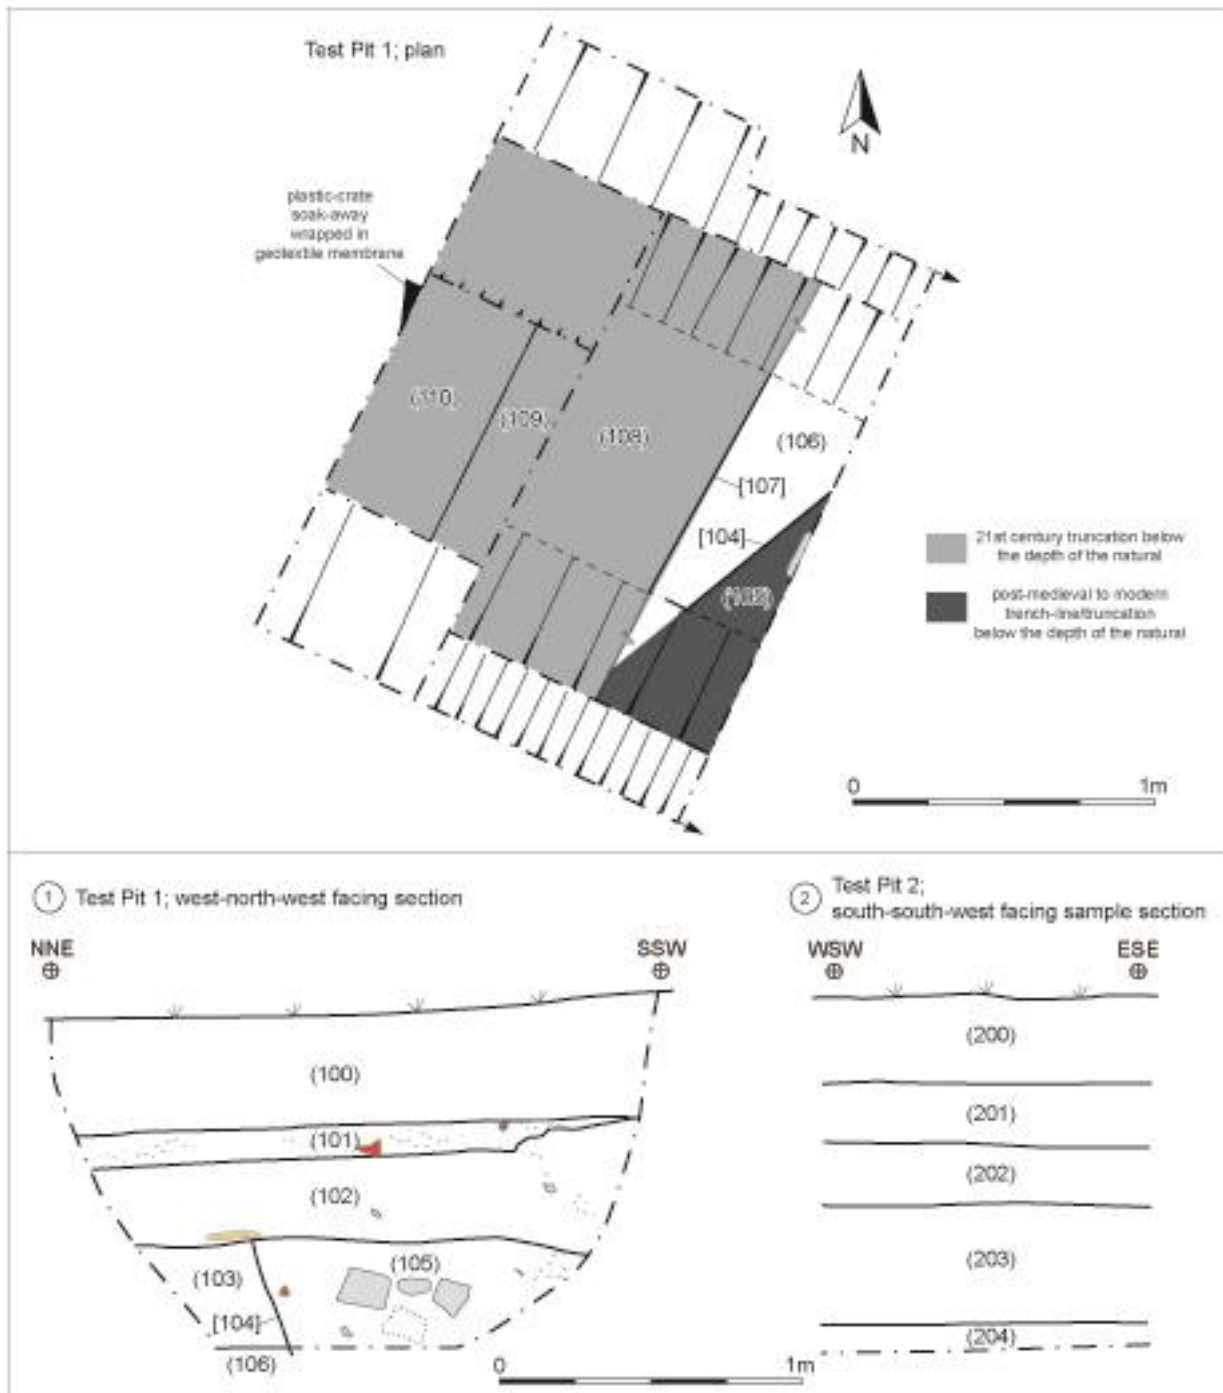 Test Pit 1; plan
N
plastic-crate
soak-away
wrapped in
geotextile membrane
(110)
(109)
(108)
(106)
[107]
[104]
(105)
21st century truncation below
the depth of the natural
post-medieval to modern
trench-line/truncation
below the depth of the natural
0 1m
1 Test Pit 1; west-north-west facing section
NNE SSW
(100)
(101)
(102)
(103)
(105)
[104]
(106)
0 1m
2 Test Pit 2;
south-south-west facing sample section
WSW ESE
(200)
(201)
(202)
(203)
(204)